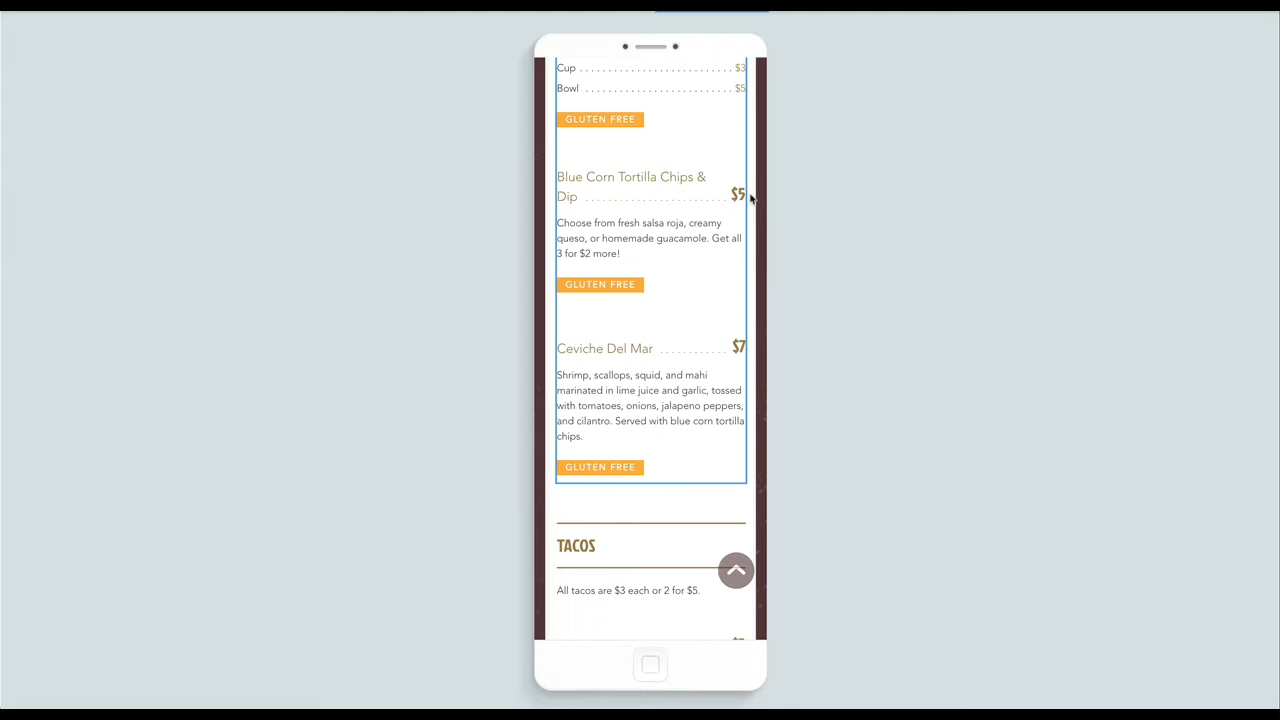 Cup . . . . . . . . . . . . . . . . . . . . . . . . . . $3
Bowl . . . . . . . . . . . . . . . . . . . . . . . . . $5
GLUTEN FREE
Blue Corn Tortilla Chips &
Dip . . . . . . . . . . . . . . . . . . . . . . . . $5
Choose from fresh salsa roja, creamy
queso, or homemade guacamole. Get all
3 for $2 more!
GLUTEN FREE
Ceviche Del Mar . . . . . . . . . . . $7
Shrimp, scallops, squid, and mahi
marinated in lime juice and garlic, tossed
with tomatoes, onions, jalapeno peppers,
and cilantro. Served with blue corn tortilla
chips.
GLUTEN FREE
TACOS
All tacos are $3 each or 2 for $5.